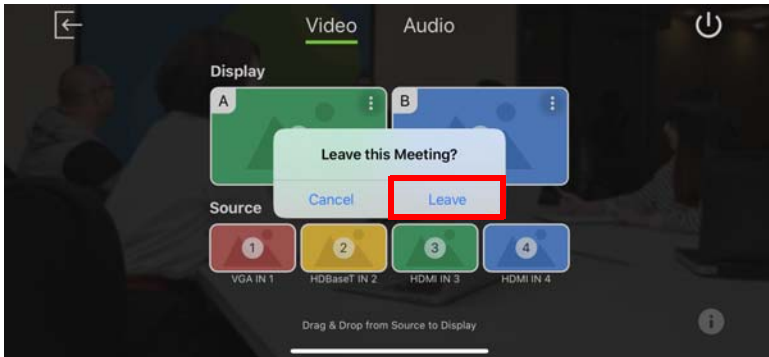 Video Audio
Display
A B
Leave this Meeting?
Cancel Leave
Source
1 2 3 4
VGA IN 1 HDBaseT IN 2 HDMI IN 3 HDMI IN 4
Drag & Drop from Source to Display
i